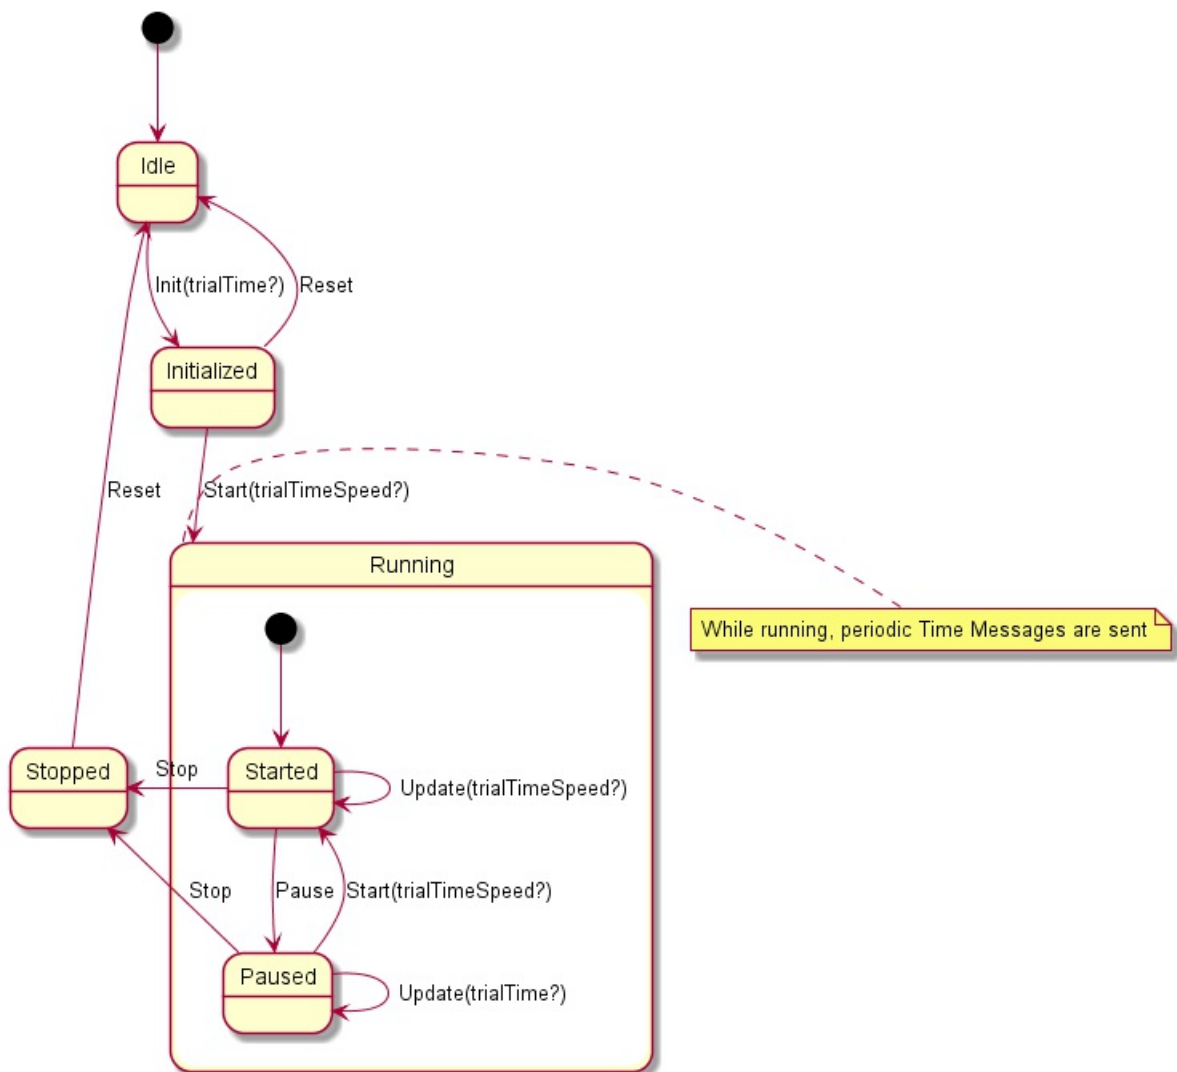 Idle
Init(trialTime?)
Reset
Initialized
Reset
Start(trialTimeSpeed?)
Running
While running, periodic Time Messages are sent
Stopped
Stop
Started
Update(trialTimeSpeed?)
Stop
Pause
Start(trialTimeSpeed?)
Paused
Update(trialTime?)